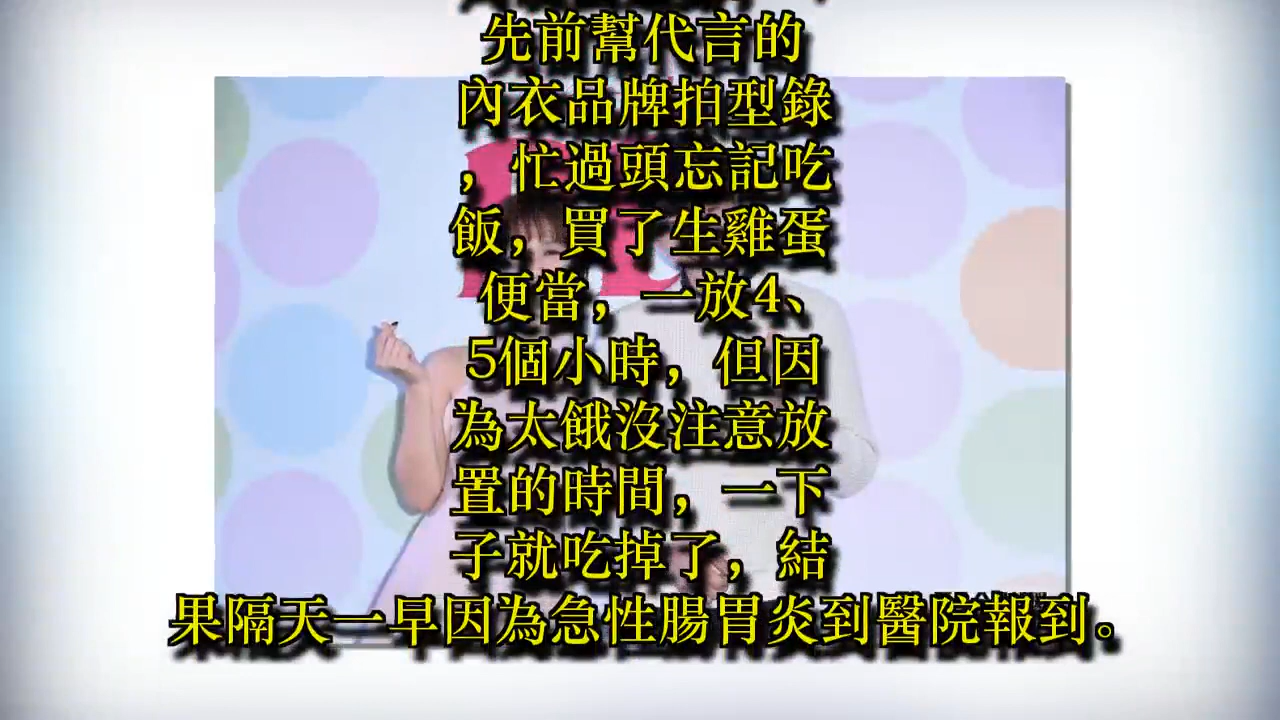 先前幫代言的
內衣品牌拍型錄
，忙過頭忘記吃
飯，買了生雞蛋
便當，一放4、
5個小時，但因
為太餓沒注意放
置的時間，一下
子就吃掉了，結
果隔天一早因為急性腸胃炎到醫院報到。